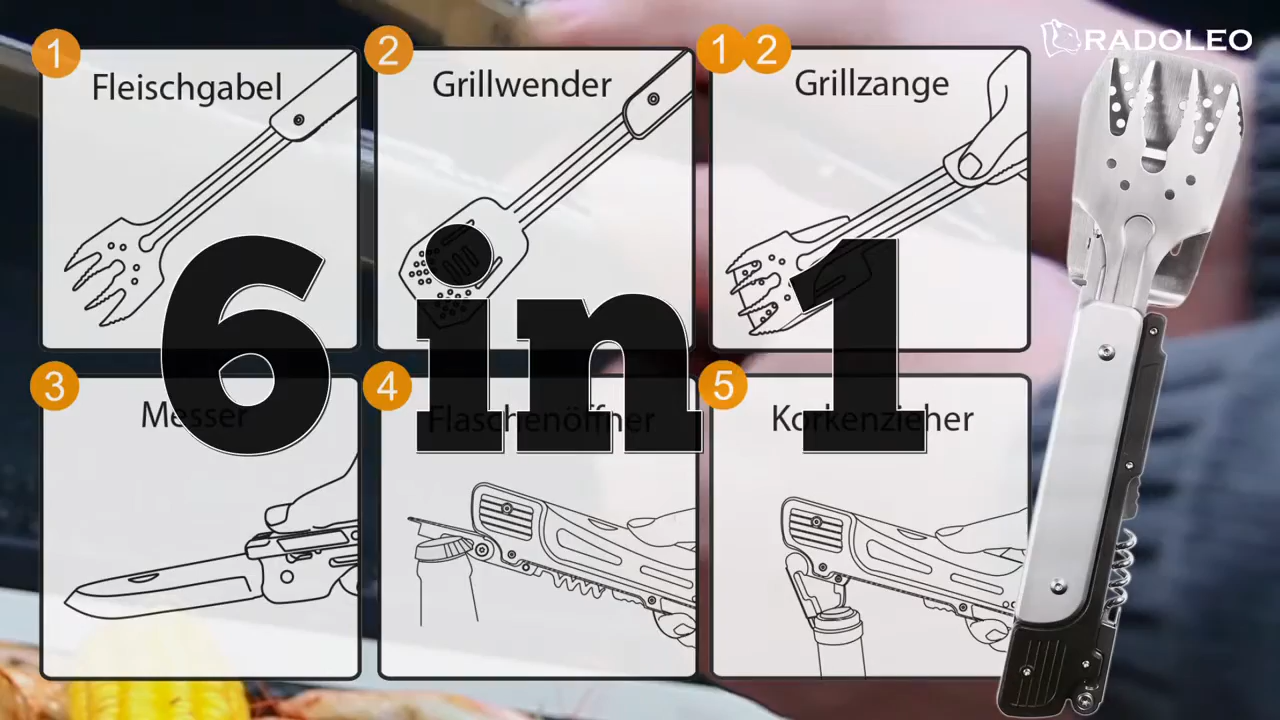 RADOLEO
1
Fleischgabel
2
Grillwender
1 2
Grillzange
6 in 1
3
Messer
4
Flaschenöffner
5
Korkenzieher